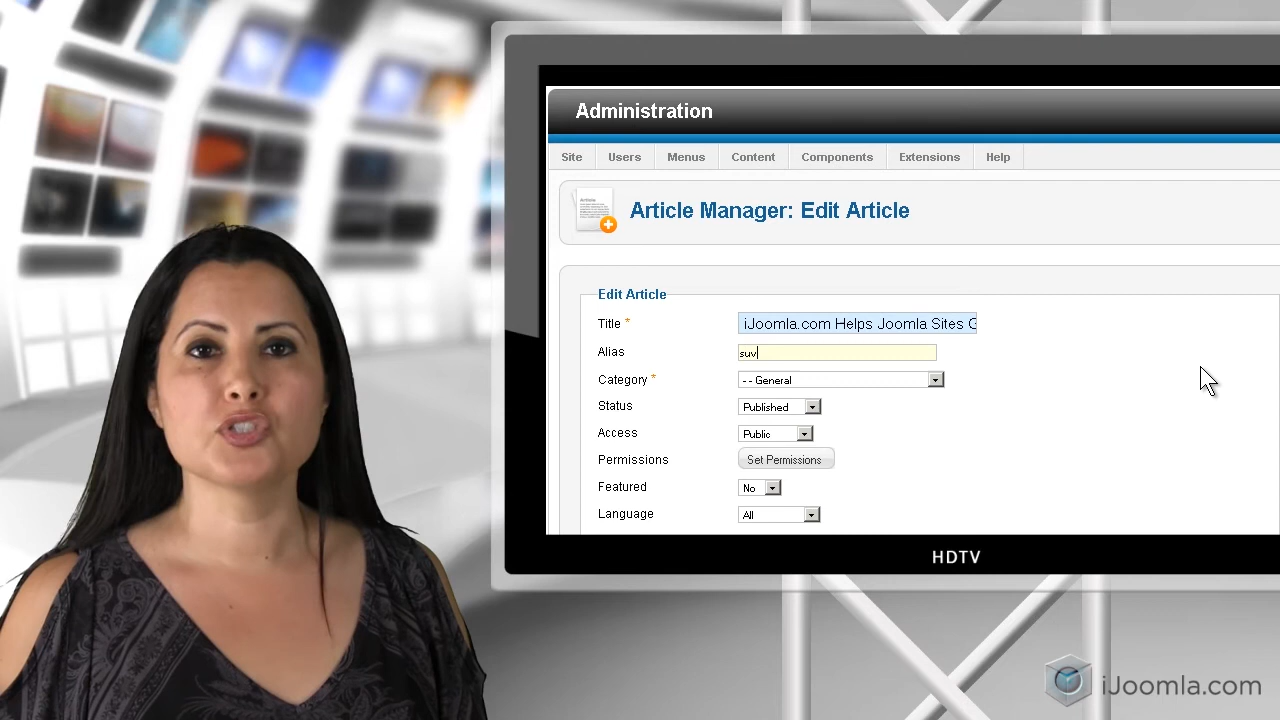 Administration
Site Users Menus Content Components Extensions Help
Article Manager: Edit Article
Edit Article
Title * iJoomla.com Helps Joomla Sites C
Alias suv
Category * - - General
Status Published
Access Public
Permissions Set Permissions
Featured No
Language All
HDTV
iJoomla.com